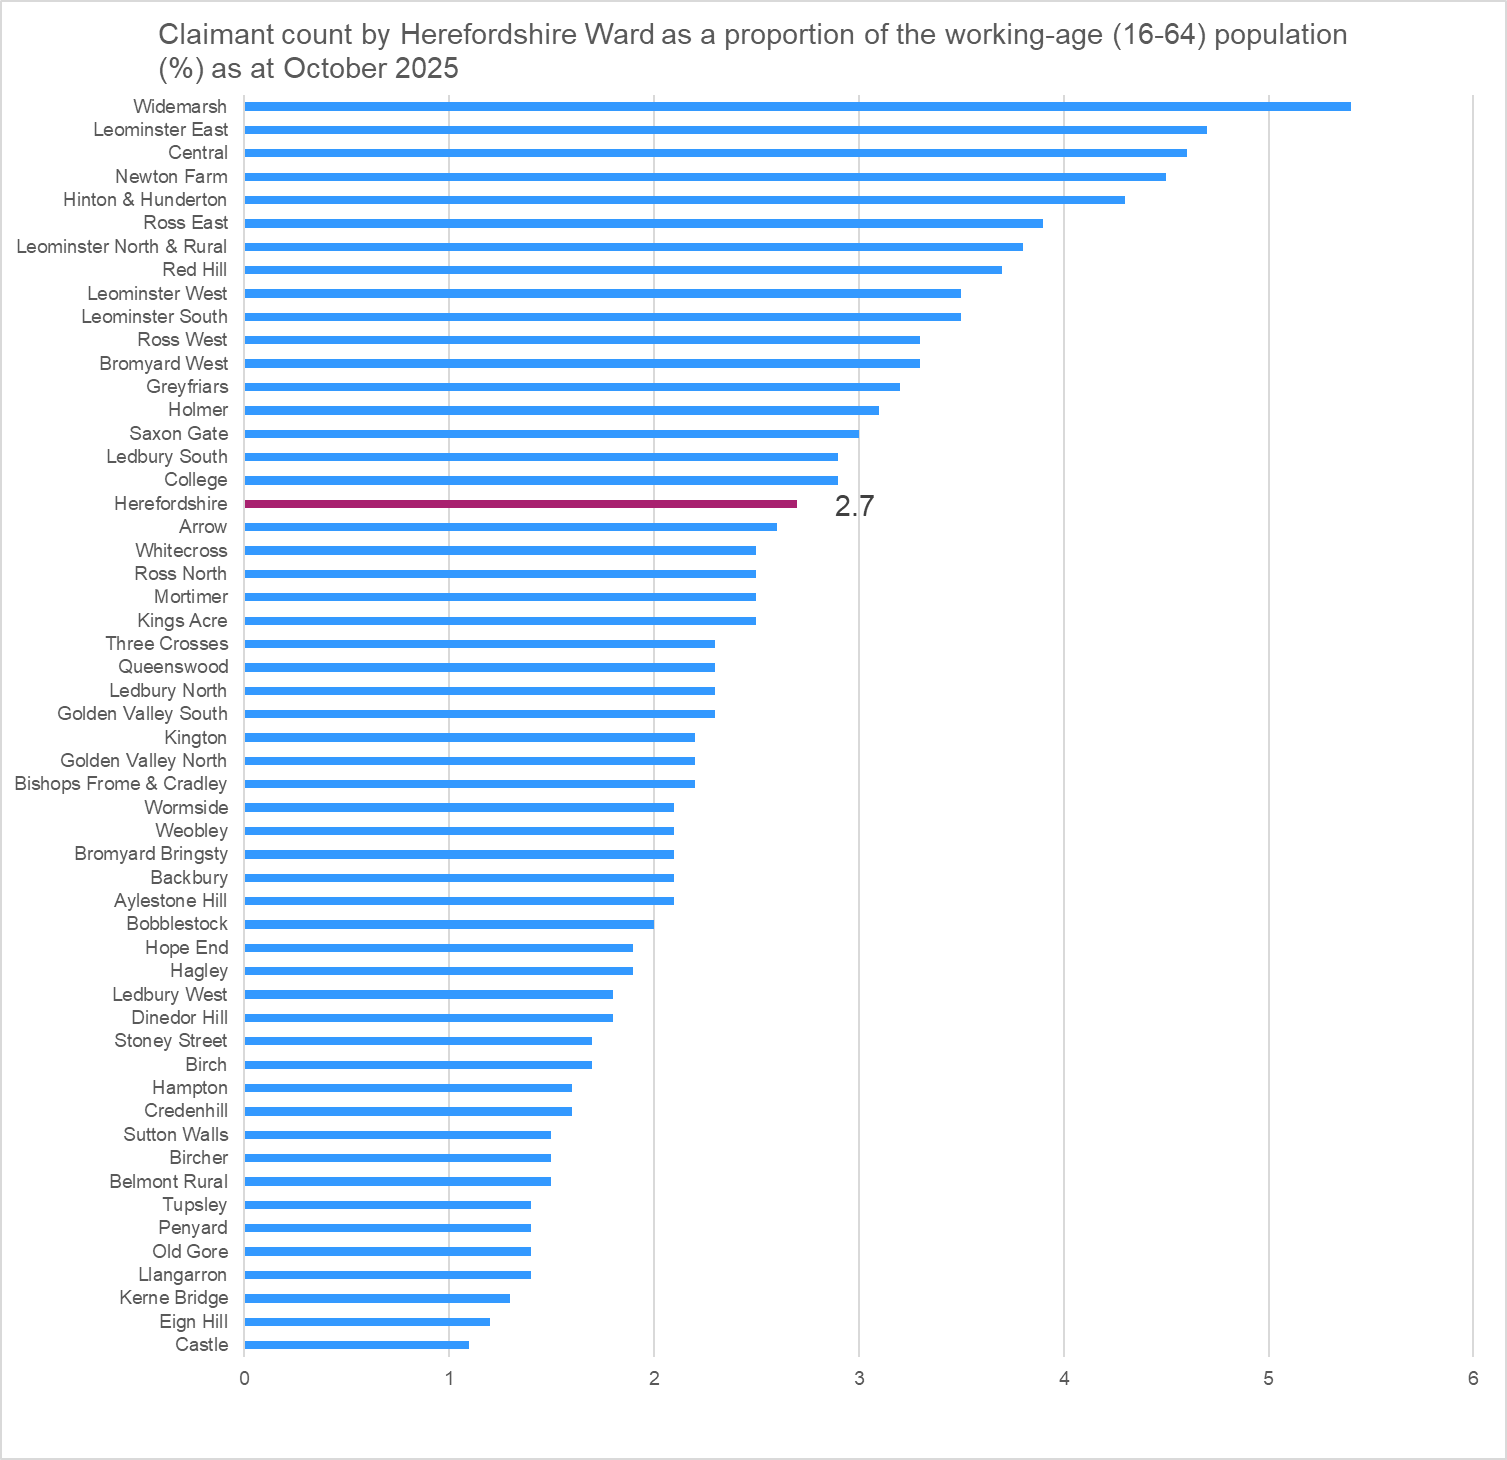 Claimant count by Herefordshire Ward as a proportion of the working-age (16-64) population
(%) as at October 2025
Widemarsh
Leominster East
Central
Newton Farm
Hinton & Hunderton
Ross East
Leominster North & Rural
Red Hill
Leominster West
Leominster South
Ross West
Bromyard West
Greyfriars
Holmer
Saxon Gate
Ledbury South
College
Herefordshire 2.7
Arrow
Whitecross
Ross North
Mortimer
Kings Acre
Three Crosses
Queenswood
Ledbury North
Golden Valley South
Kington
Golden Valley North
Bishops Frome & Cradley
Wormside
Weobley
Bromyard Bringsty
Backbury
Aylestone Hill
Bobblestock
Hope End
Hagley
Ledbury West
Dinedor Hill
Stoney Street
Birch
Hampton
Credenhill
Sutton Walls
Bircher
Belmont Rural
Tupsley
Penyard
Old Gore
Llangarron
Kerne Bridge
Eign Hill
Castle
0 1 2 3 4 5 6